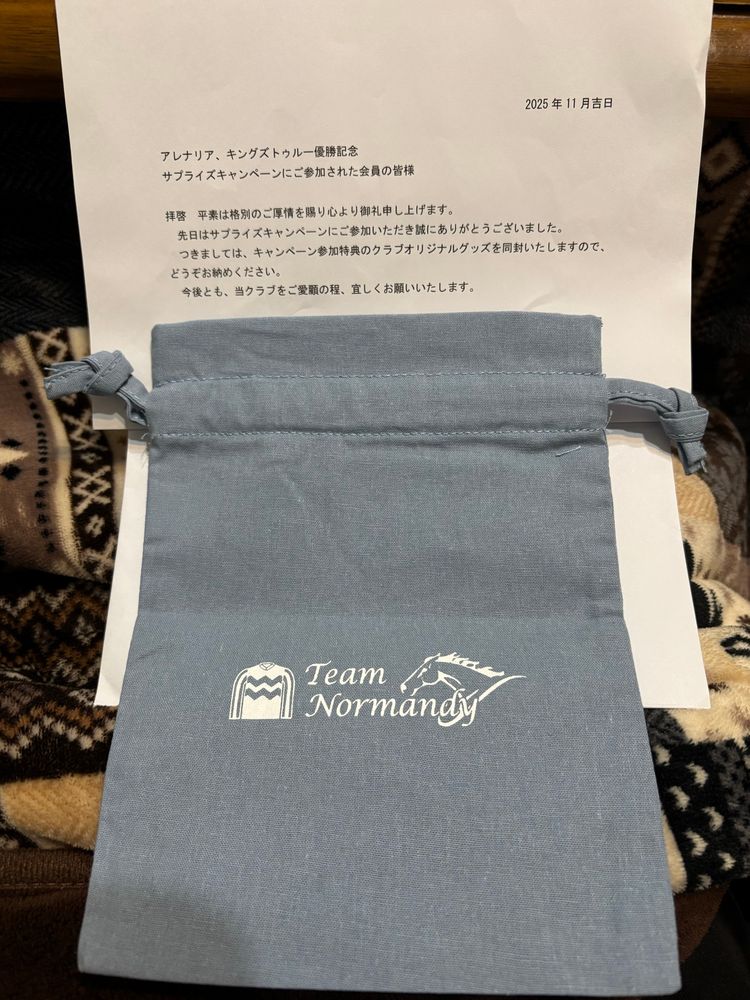 2025年11月吉日
アレナリア、キングズトゥルー優勝記念
サプライズキャンペーンにご参加された会員の皆様
拝啓　平素は格別のご厚情を賜り心より御礼申し上げます。
先日はサプライズキャンペーンにご参加いただき誠にありがとうございました。
つきましては、キャンペーン参加特典のクラブオリジナルグッズを同封いたしますので、
どうぞお納めください。
今後とも、当クラブをご愛顧の程、宜しくお願いいたします。
Team
Normandy